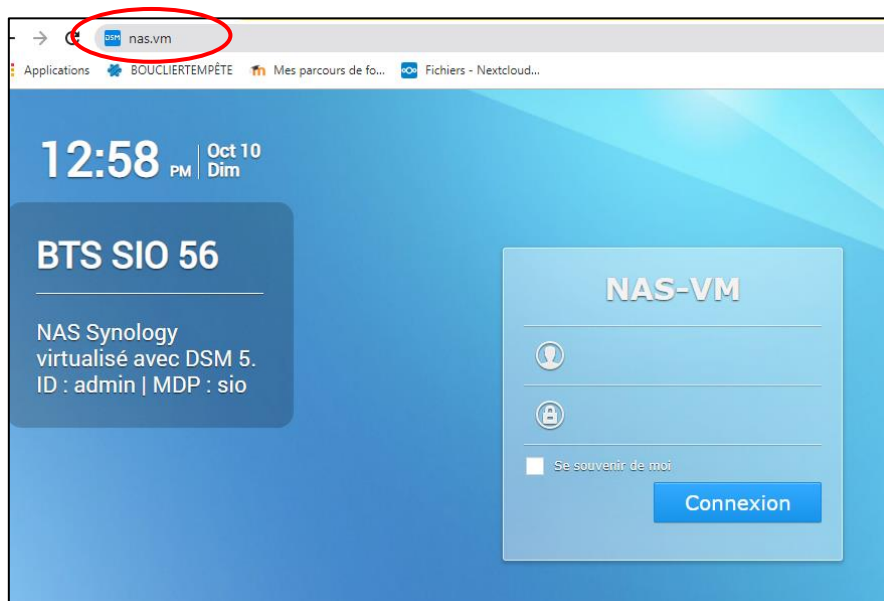 DSM nas.vm
Applications BOUCLIERTEMPÊTE Mes parcours de fo... Fichiers - Nextcloud...
12:58 PM Oct 10
Dim
BTS SIO 56
NAS Synology
virtualisé avec DSM 5.
ID : admin | MDP : sio
NAS-VM
Se souvenir de moi
Connexion